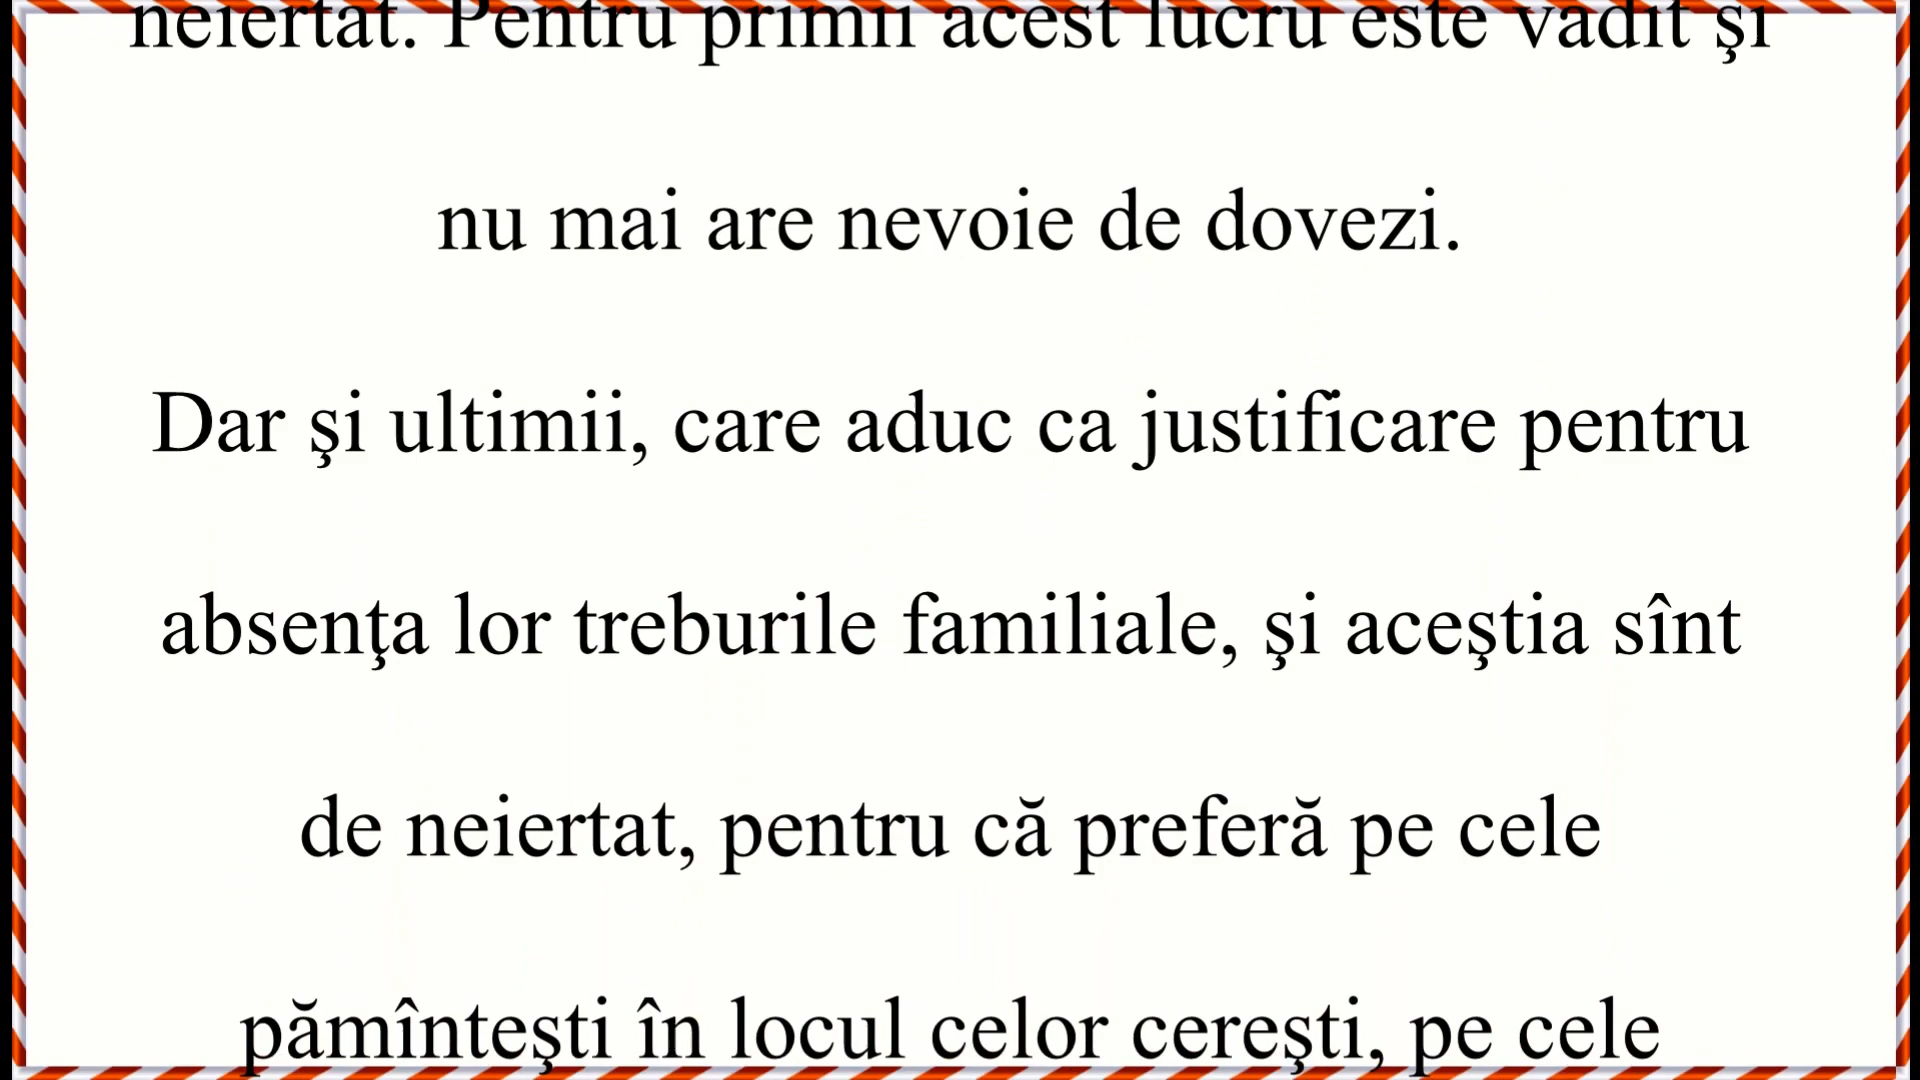 neiertat. Pentru primii acest lucru este vădit şi
nu mai are nevoie de dovezi.
Dar şi ultimii, care aduc ca justificare pentru
absenţa lor treburile familiale, şi aceştia sînt
de neiertat, pentru că preferă pe cele
pămînteşti în locul celor cereşti, pe cele